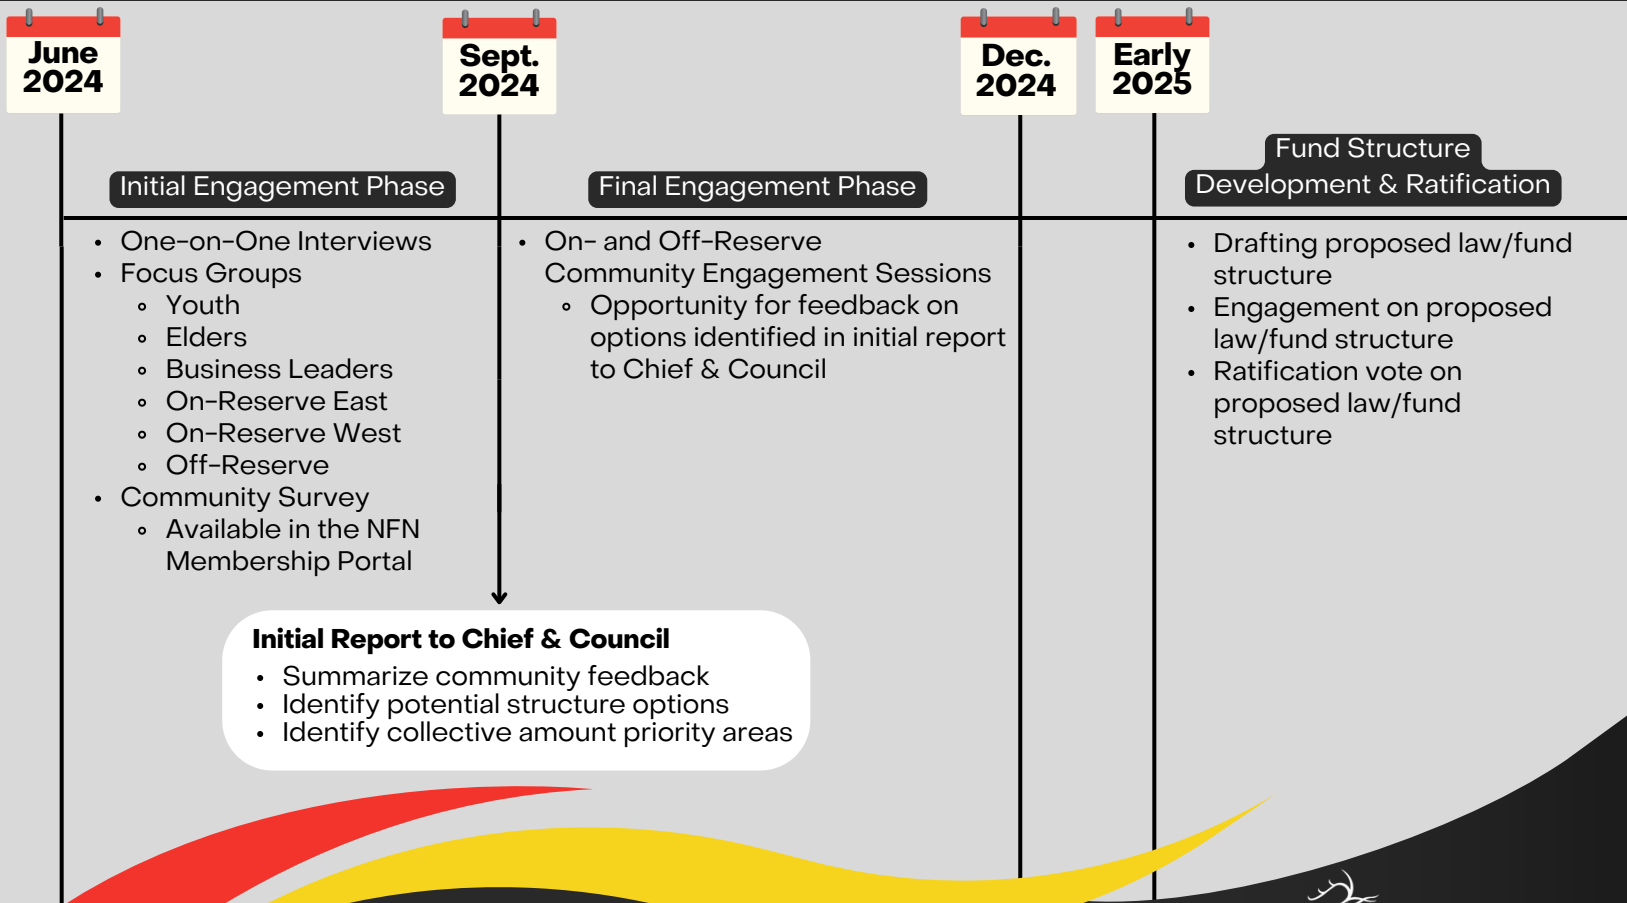 June
2024
Sept.
2024
Dec.
2024
Early
2025
Initial Engagement Phase
• One-on-One Interviews
• Focus Groups
◦ Youth
◦ Elders
◦ Business Leaders
◦ On-Reserve East
◦ On-Reserve West
◦ Off-Reserve
• Community Survey
◦ Available in the NFN
Membership Portal
Final Engagement Phase
• On- and Off-Reserve
Community Engagement Sessions
◦ Opportunity for feedback on
options identified in initial report
to Chief & Council
Fund Structure
Development & Ratification
• Drafting proposed law/fund
structure
• Engagement on proposed
law/fund structure
• Ratification vote on
proposed law/fund
structure
Initial Report to Chief & Council
• Summarize community feedback
• Identify potential structure options
• Identify collective amount priority areas